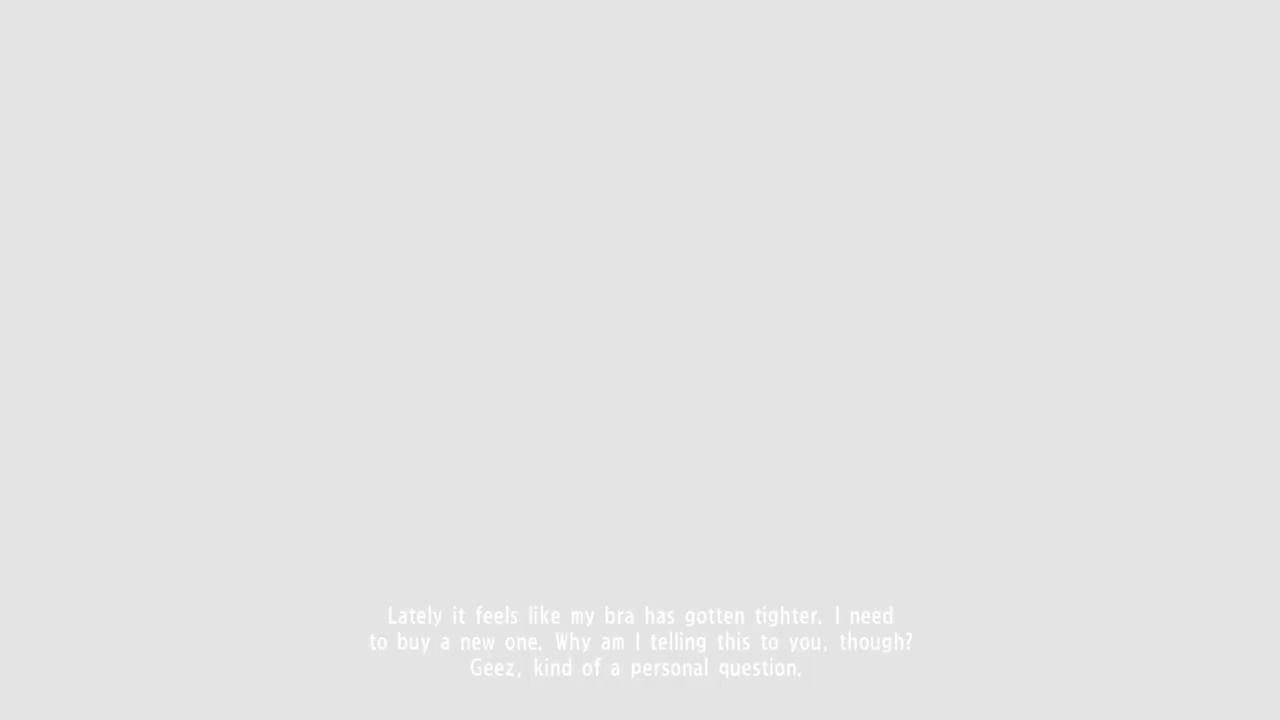 Lately it feels like my bra has gotten tighter. I need
to buy a new one. Why am I telling this to you, though?
Geez, kind of a personal question.